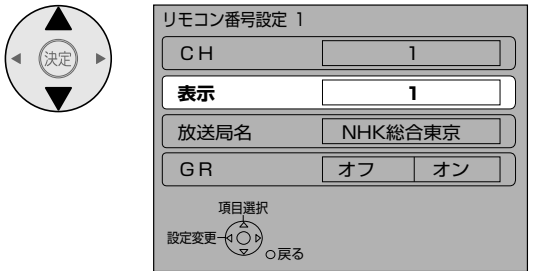 決定
リモコン番号設定 1
CH 1
表示 1
放送局名 NHK総合東京
GR オフ オン
項目選択
設定変更
戻る